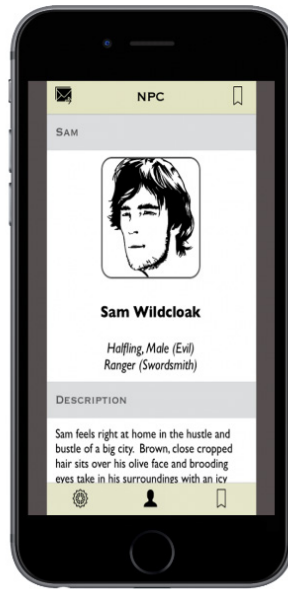 NPC
SAM
Sam Wildcloak
Halfling, Male (Evil)
Ranger (Swordsmith)
DESCRIPTION
Sam feels right at home in the hustle and
bustle of a big city. Brown, close cropped
hair sits over his olive face and brooding
eyes take in his surroundings with an icy